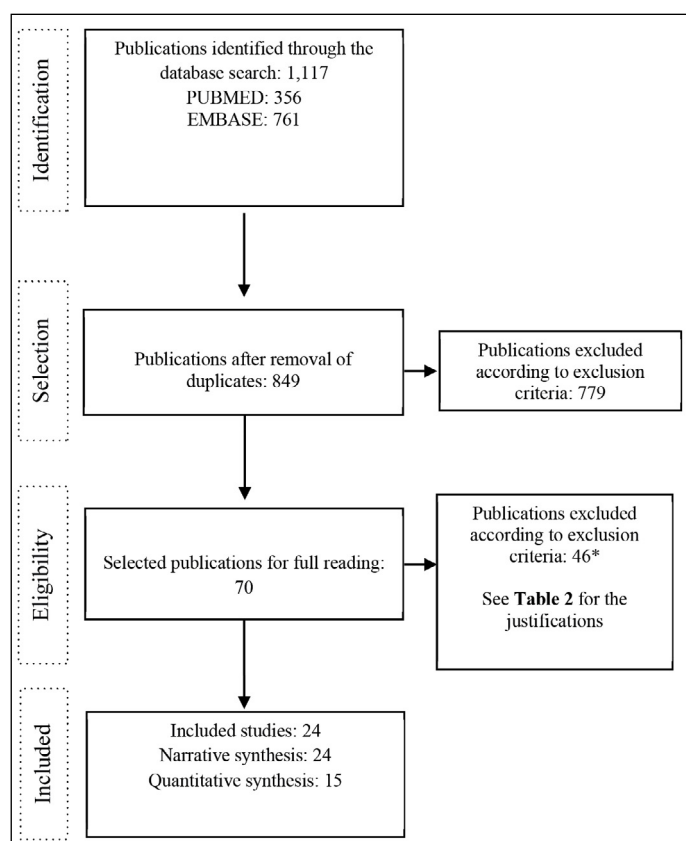 Identification
Publications identified through the
database search: 1,117
PUBMED: 356
EMBASE: 761
Selection
Publications after removal of
duplicates: 849
Publications excluded
according to exclusion
criteria: 779
Eligibility
Selected publications for full reading:
70
Publications excluded
according to exclusion
criteria: 46*
See Table 2 for the
justifications
Included
Included studies: 24
Narrative synthesis: 24
Quantitative synthesis: 15